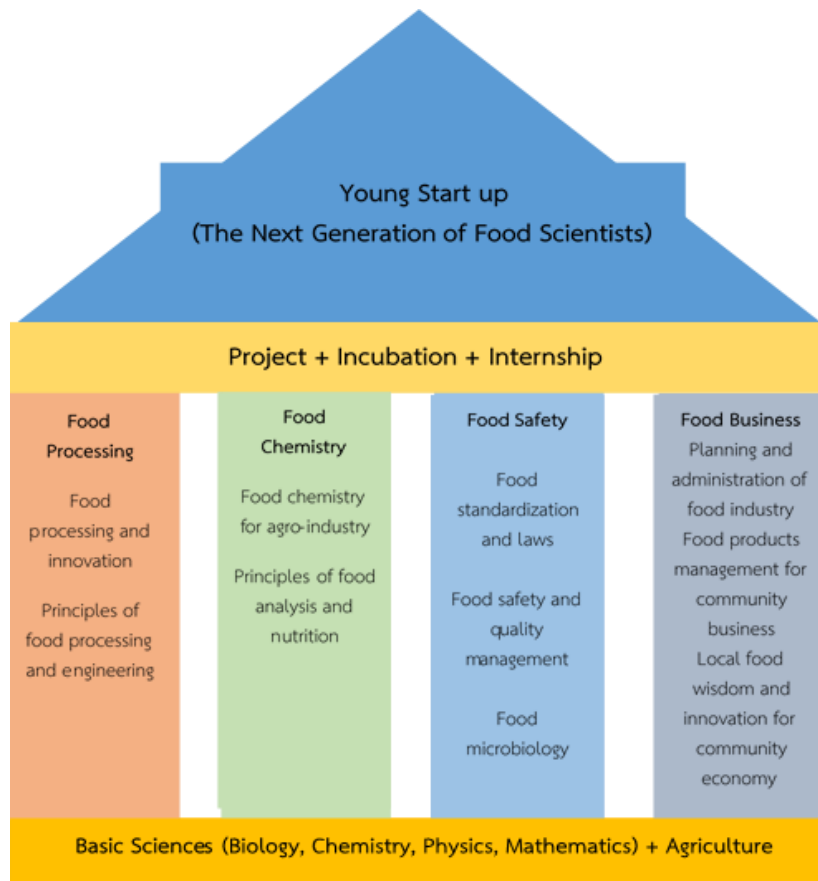 Young Start up
(The Next Generation of Food Scientists)
Project + Incubation + Internship
Food
Processing
Food
processing and
innovation
Principles of
food processing
and engineering
Food
Chemistry
Food chemistry
for agro-industry
Principles of food
analysis and
nutrition
Food Safety
Food
standardization
and laws
Food safety and
quality
management
Food
microbiology
Food Business
Planning and
administration of
food industry
Food products
management for
community
business
Local food
wisdom and
innovation for
community
economy
Basic Sciences (Biology, Chemistry, Physics, Mathematics) + Agriculture